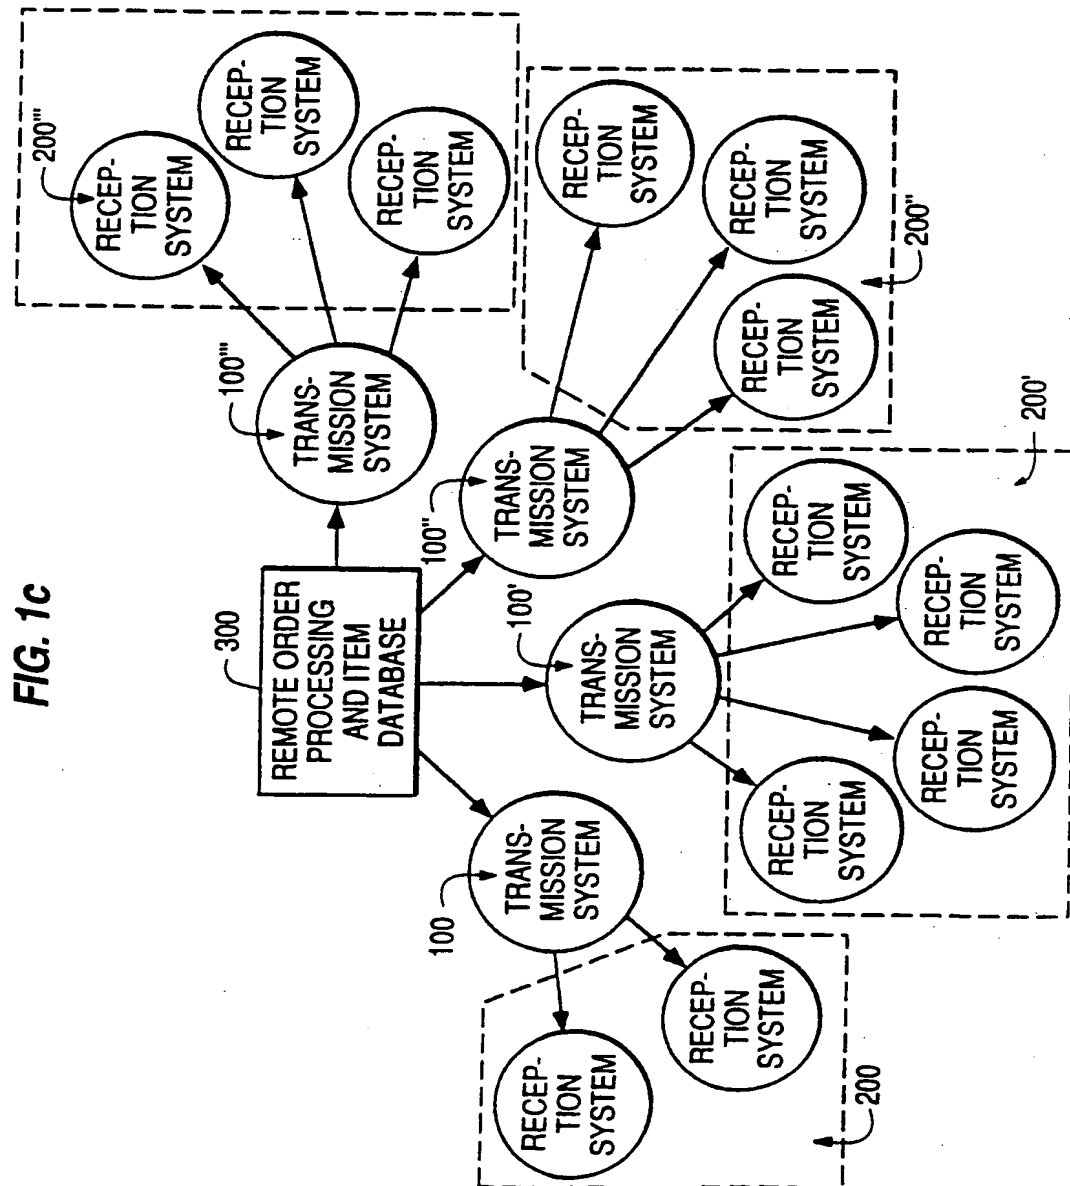 FIG. 1c
300
REMOTE ORDER
PROCESSING
AND ITEM
DATABASE
100
TRANS-
MISSION
SYSTEM
100'
TRANS-
MISSION
SYSTEM
100"
TRANS-
MISSION
SYSTEM
100'"
TRANS-
MISSION
SYSTEM
RECEP-
TION
SYSTEM
RECEP-
TION
SYSTEM
200
RECEP-
TION
SYSTEM
RECEP-
TION
SYSTEM
RECEP-
TION
SYSTEM
RECEP-
TION
SYSTEM
200'
RECEP-
TION
SYSTEM
RECEP-
TION
SYSTEM
RECEP-
TION
SYSTEM
200"
200'"
RECEP-
TION
SYSTEM
RECEP-
TION
SYSTEM
RECEP-
TION
SYSTEM